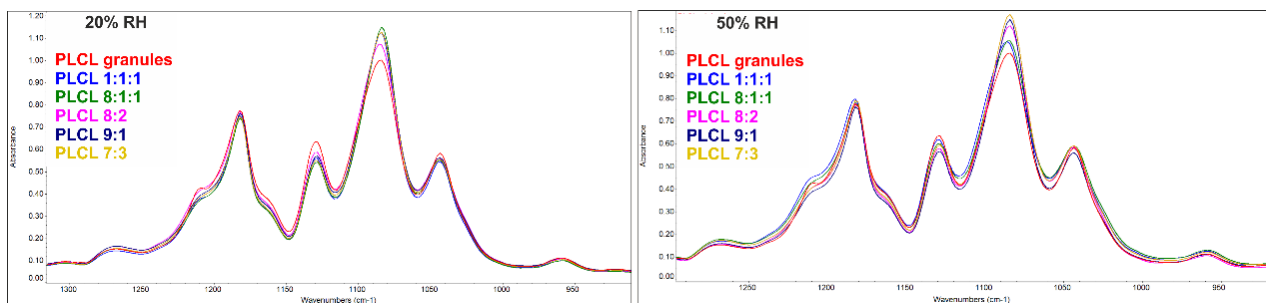 20% RH
PLCL granules
PLCL 1:1:1
PLCL 8:1:1
PLCL 8:2
PLCL 9:1
PLCL 7:3
1.20
1.10
1.00
0.90
0.80
0.70
0.60
0.50
0.40
0.30
0.20
0.10
0.00
Absorbance
1300 1250 1200 1150 1100 1050 1000 950
Wavenumbers (cm-1)
50% RH
PLCL granules
PLCL 1:1:1
PLCL 8:1:1
PLCL 8:2
PLCL 9:1
PLCL 7:3
1.10
1.00
0.90
0.80
0.70
0.60
0.50
0.40
0.30
0.20
0.10
0.00
Absorbance
1250 1200 1150 1100 1050 1000 950
Wavenumbers (cm-1)